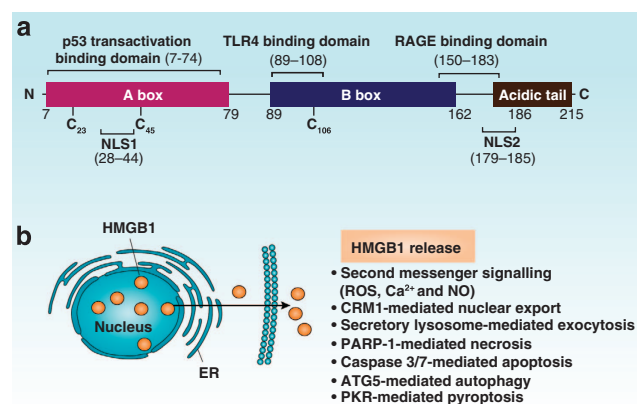 a
p53 transactivation
binding domain (7-74)
TLR4 binding domain
(89–108)
RAGE binding domain
(150–183)
N
A box
B box
Acidic tail
C
7
79
89
162
186
215
C23
C45
C106
NLS1
(28–44)
NLS2
(179–185)
b
HMGB1
Nucleus
ER
HMGB1 release
• Second messenger signalling
(ROS, Ca²⁺ and NO)
• CRM1-mediated nuclear export
• Secretory lysosome-mediated exocytosis
• PARP-1-mediated necrosis
• Caspase 3/7-mediated apoptosis
• ATG5-mediated autophagy
• PKR-mediated pyroptosis